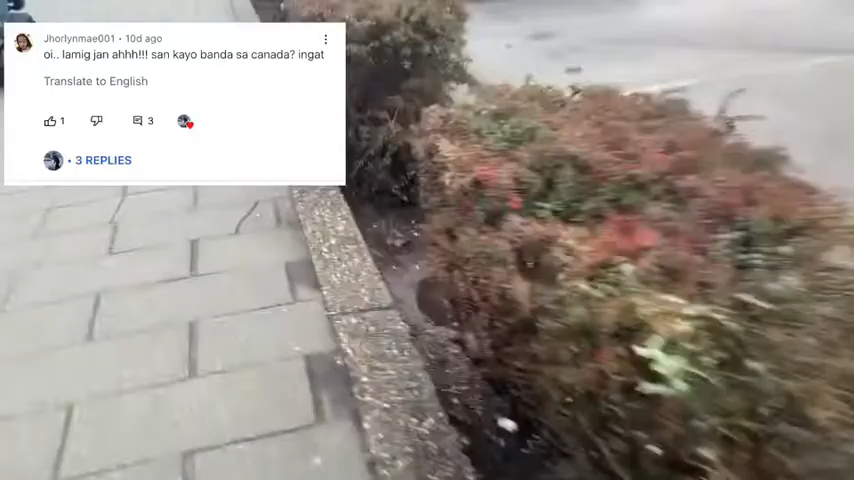 Jhorlynmae001 • 10d ago
oi.. lamig jan ahhh!!! san kayo banda sa canada? ingat
Translate to English
1
3
• 3 REPLIES